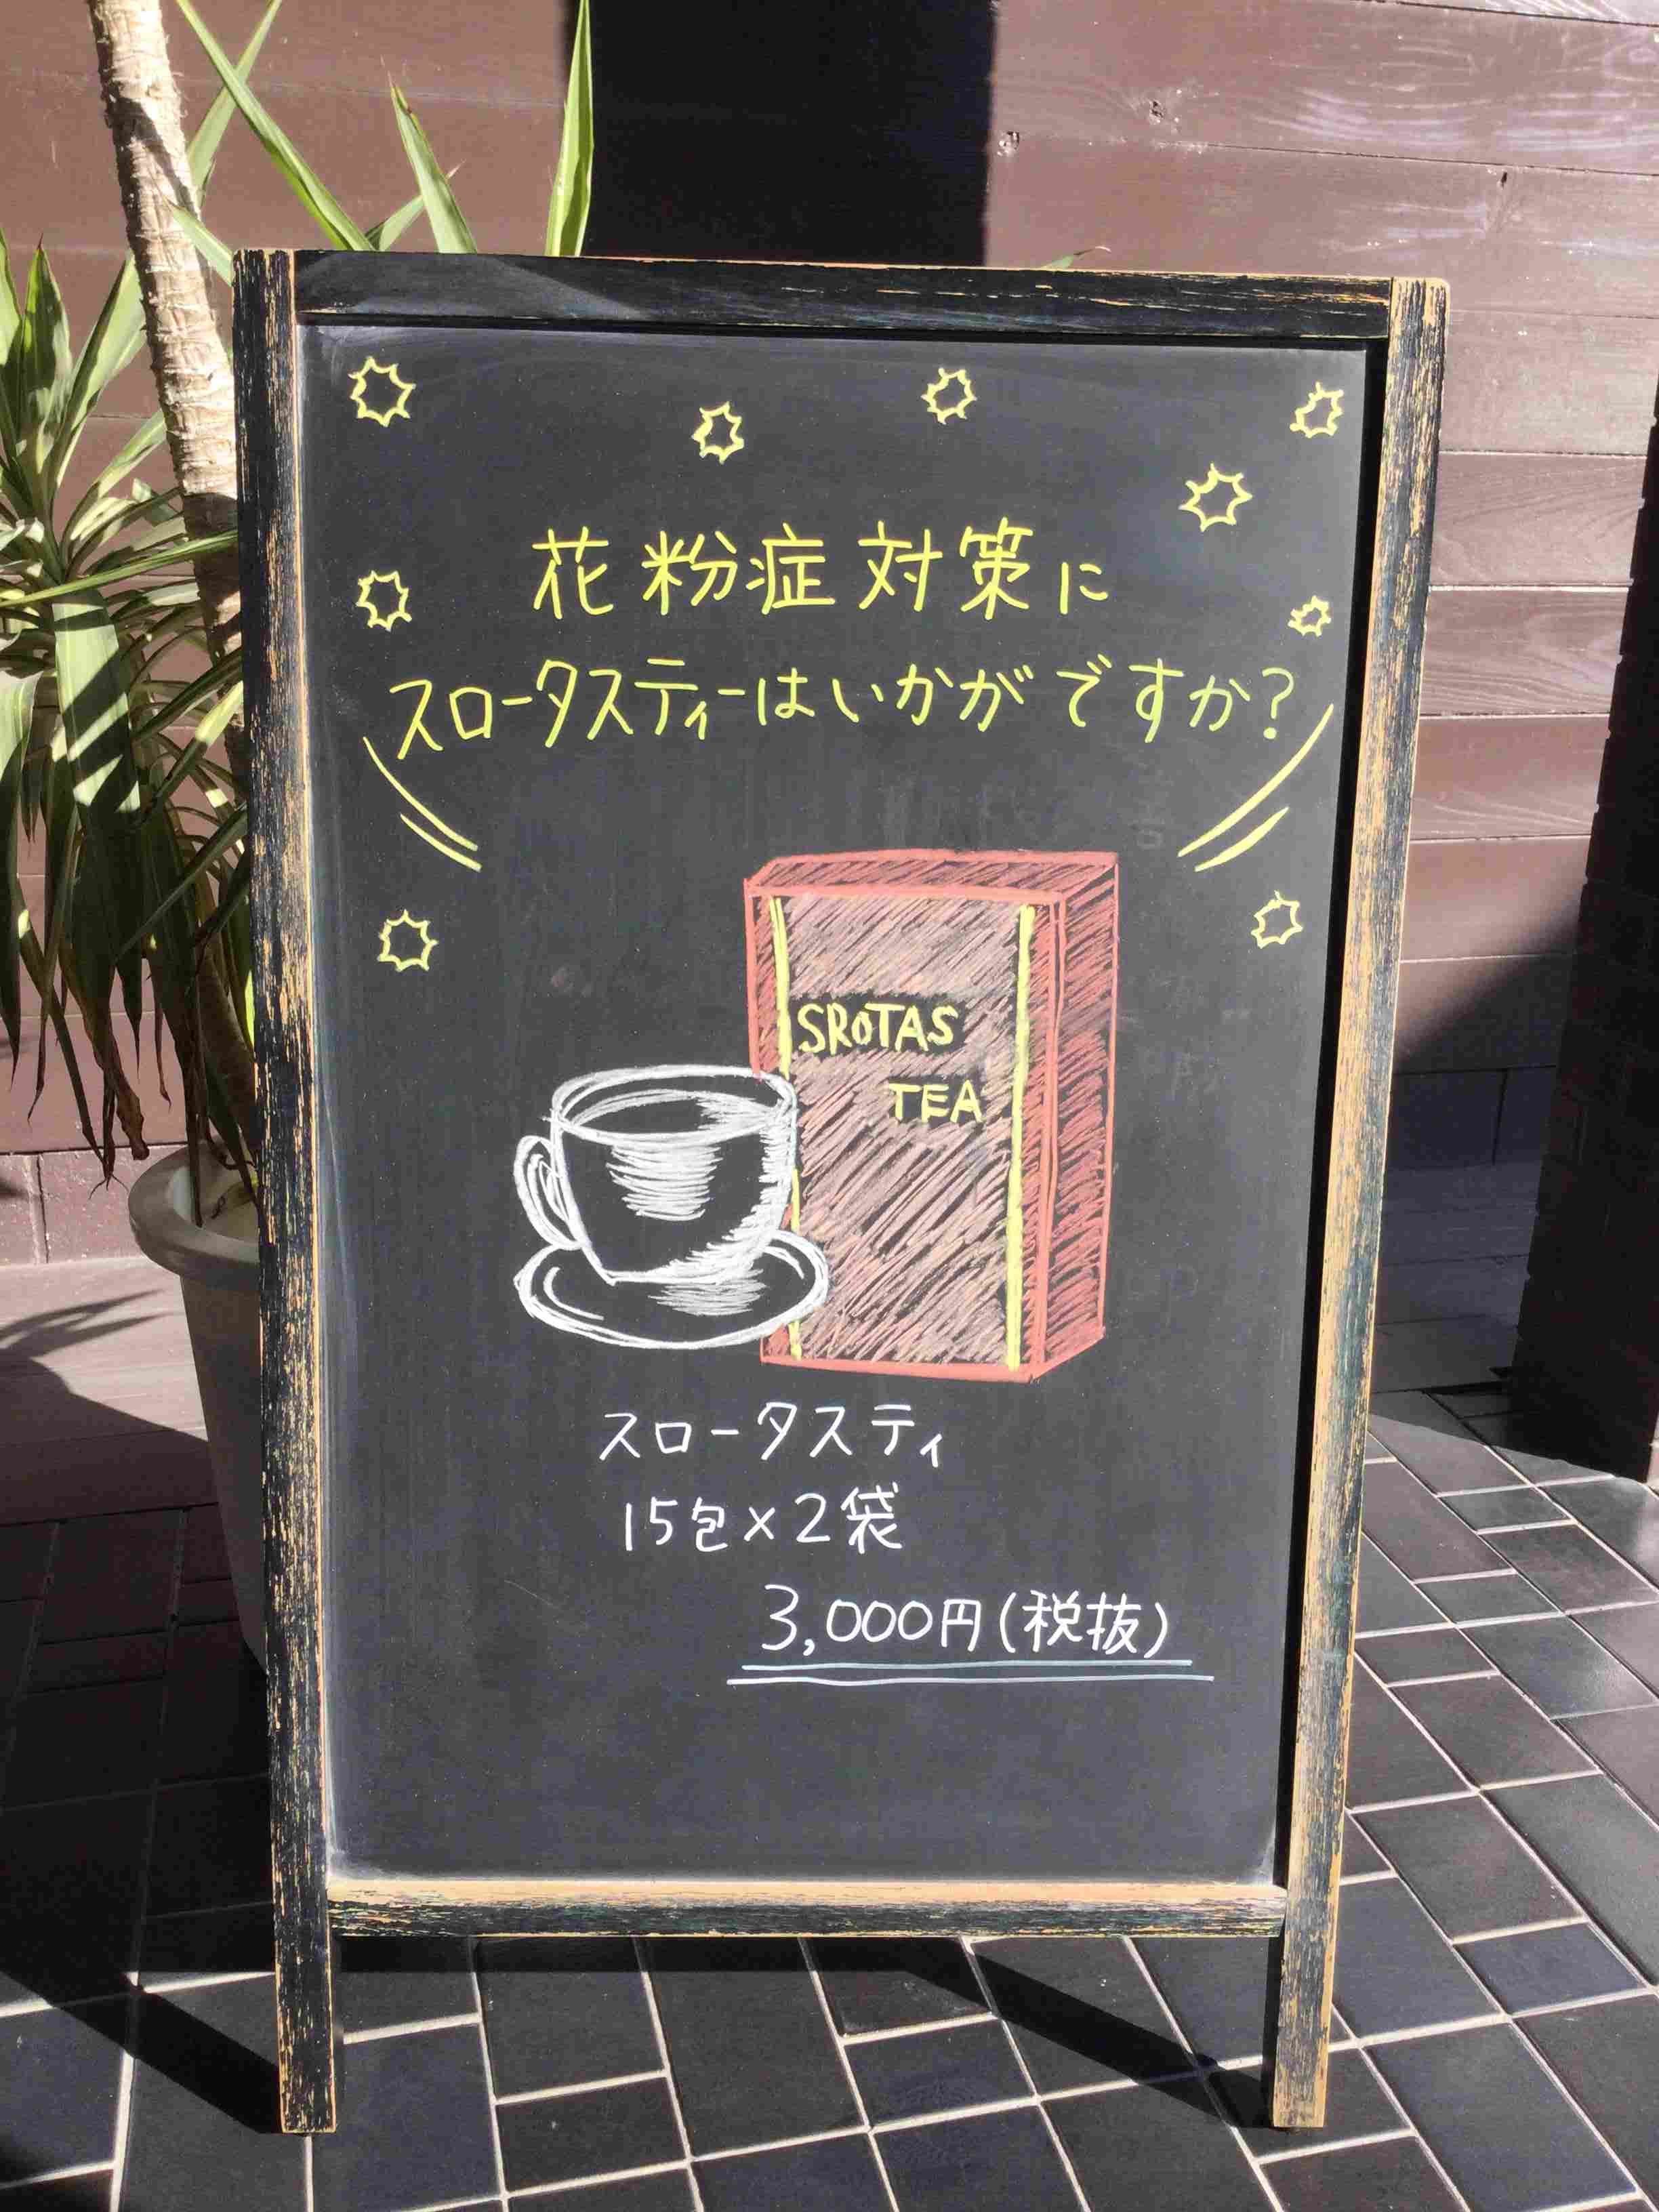 花粉症対策に
スロータスティーはいかがですか?
SROTAS
TEA
スロータスティ
15包×2袋
3,000円(税抜)